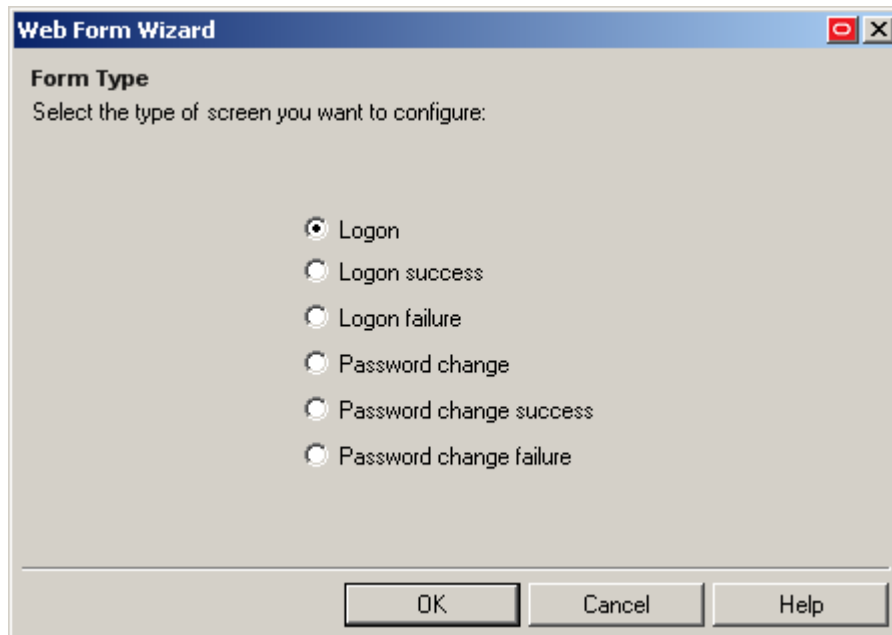 Web Form Wizard
Form Type
Select the type of screen you want to configure:
Logon
Logon success
Logon failure
Password change
Password change success
Password change failure
OK Cancel Help